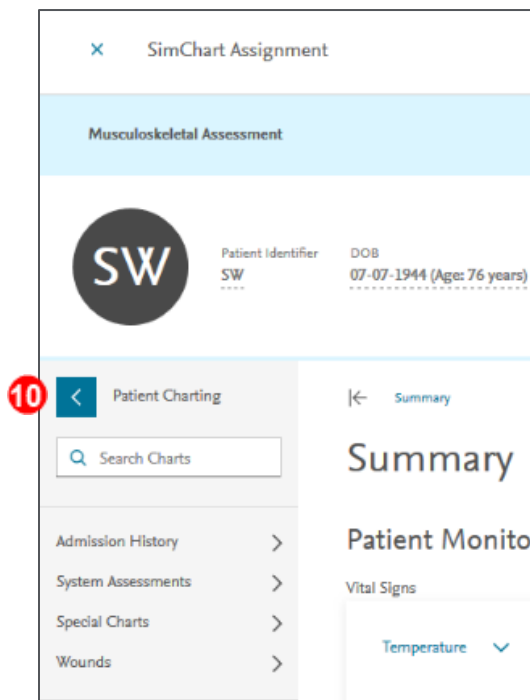 × SimChart Assignment
Musculoskeletal Assessment
SW
Patient Identifier
SW
DOB
07-07-1944 (Age: 76 years)
10
Patient Charting
Search Charts
Admission History
System Assessments
Special Charts
Wounds
Summary
Summary
Patient Monito
Vital Signs
Temperature